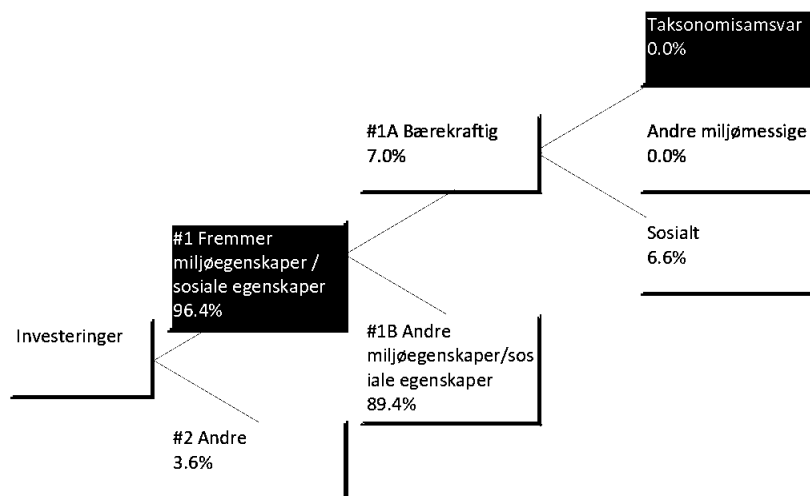 Taksonomisamsvar
0.0%
#1A Bærekraftig
7.0%
Andre miljømessige
0.0%
#1 Fremmer
miljøegenskaper /
sosiale egenskaper
96.4%
Sosialt
6.6%
Investeringer
#1B Andre
miljøegenskaper/sos
iale egenskaper
89.4%
#2 Andre
3.6%